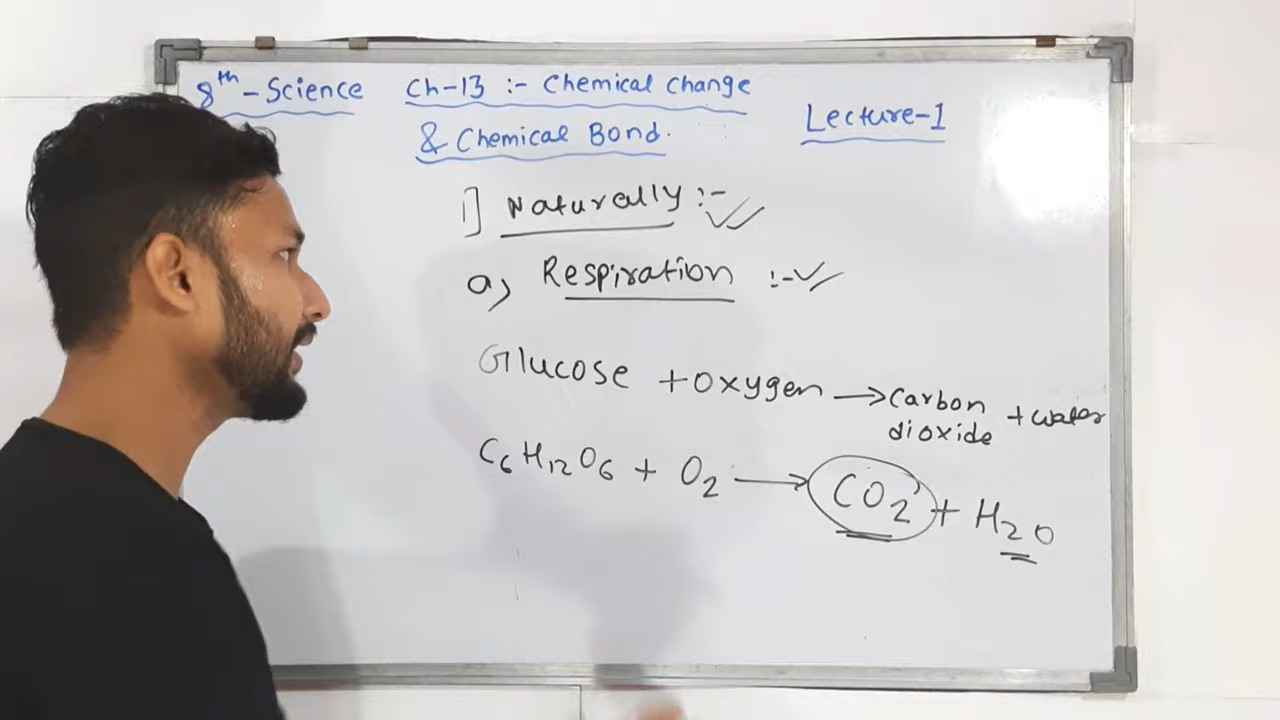 8th - Science Ch-13 :- Chemical Change
& Chemical Bond.
Lecture-1
1] Naturally :-
a) Respiration :-
Glucose + Oxygen → Carbon dioxide + water
C6H12O6 + O2 → CO2 + H2O